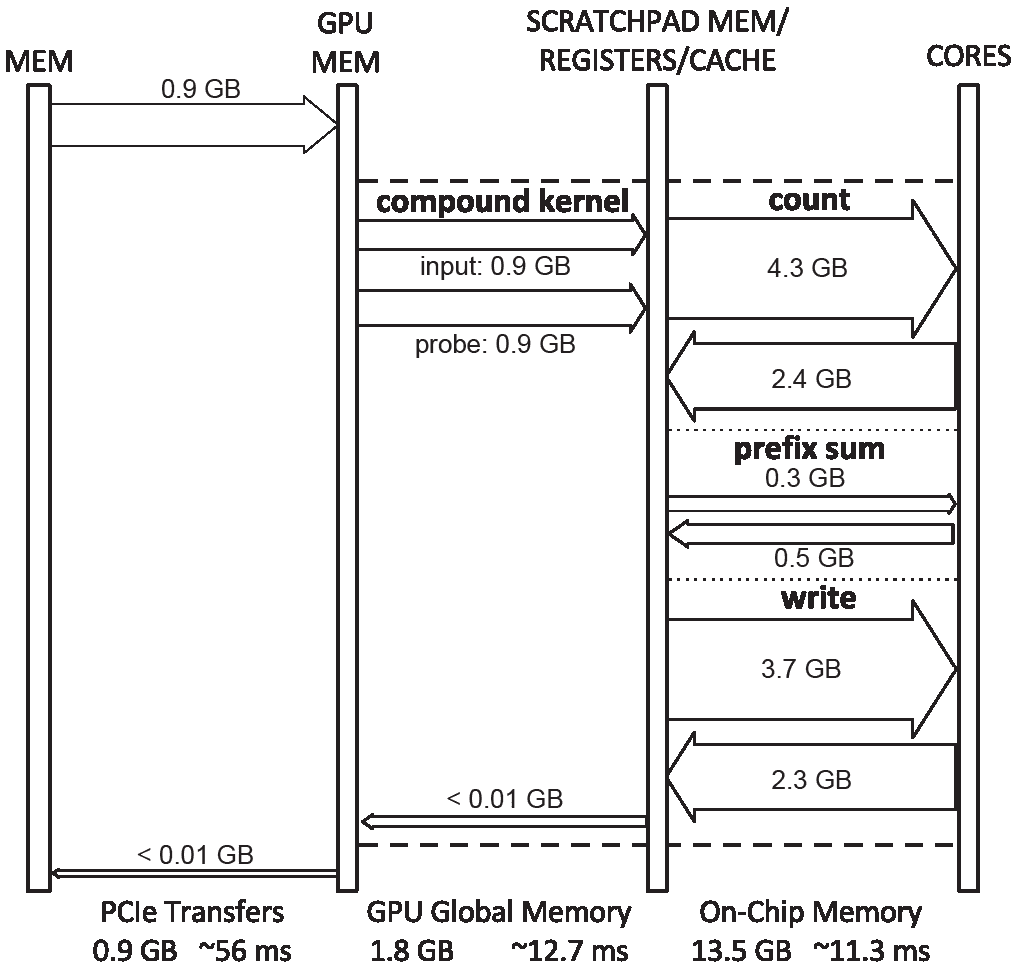 MEM
GPU
MEM
SCRATCHPAD MEM/
REGISTERS/CACHE
CORES
0.9 GB
compound kernel
count
input: 0.9 GB
4.3 GB
probe: 0.9 GB
2.4 GB
prefix sum
0.3 GB
0.5 GB
write
3.7 GB
2.3 GB
< 0.01 GB
< 0.01 GB
PCIe Transfers
0.9 GB ~56 ms
GPU Global Memory
1.8 GB ~12.7 ms
On-Chip Memory
13.5 GB ~11.3 ms